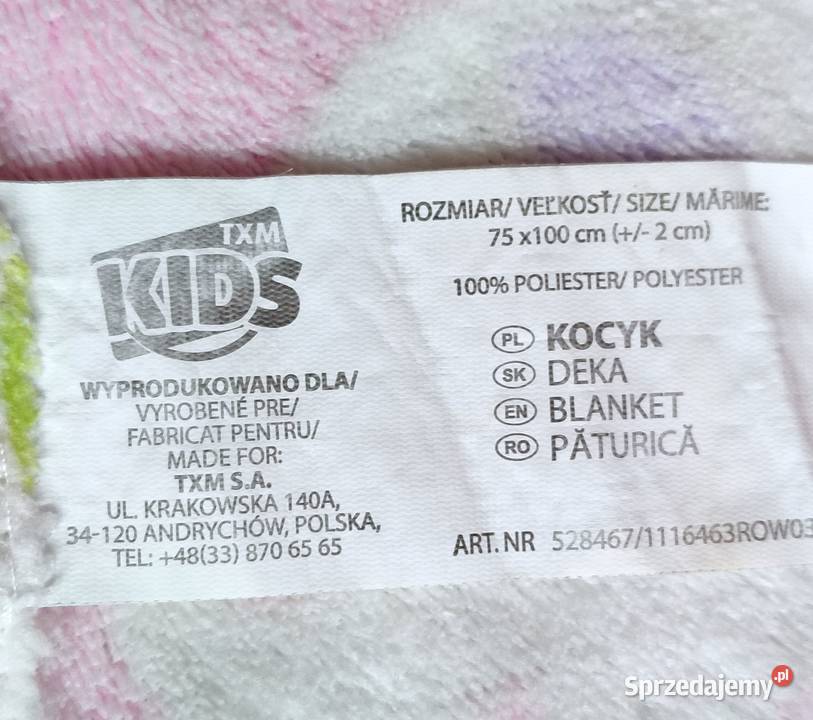 TXM
KIDS
WYPRODUKOWANO DLA/
VYROBENÉ PRE/
FABRICAT PENTRU/
MADE FOR:
TXM S.A.
UL. KRAKOWSKA 140A,
34-120 ANDRYCHÓW, POLSKA,
TEL: +48(33) 870 65 65
ROZMIAR/ VEĽKOSŤ/ SIZE/ MĂRIME:
75 x100 cm (+/- 2 cm)
100% POLIESTER/ POLYESTER
PL KOCYK
SK DEKA
EN BLANKET
RO PĂTURICĂ
ART. NR 528467/1116463ROW03
Sprzedajemy.pl